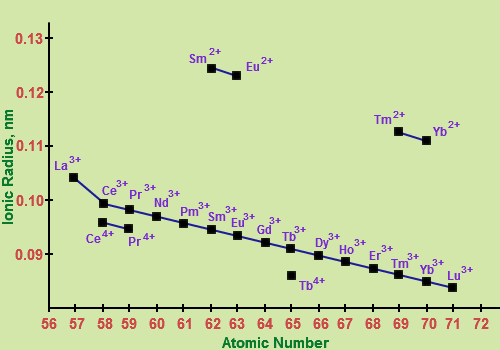 0.13
Sm2+
Eu2+
0.12
Tm2+
Yb2+
0.11
La3+
Ce3+ Pr 3+ Nd3+
0.10
Pm3+ Sm3+ Eu3+ Gd3+ Tb3+ Dy3+ Ho3+ Er3+ Tm3+ Yb3+ Lu3+
Ce4+ Pr4+
0.09
Tb4+
Ionic Radius, nm
56 57 58 59 60 61 62 63 64 65 66 67 68 69 70 71 72
Atomic Number